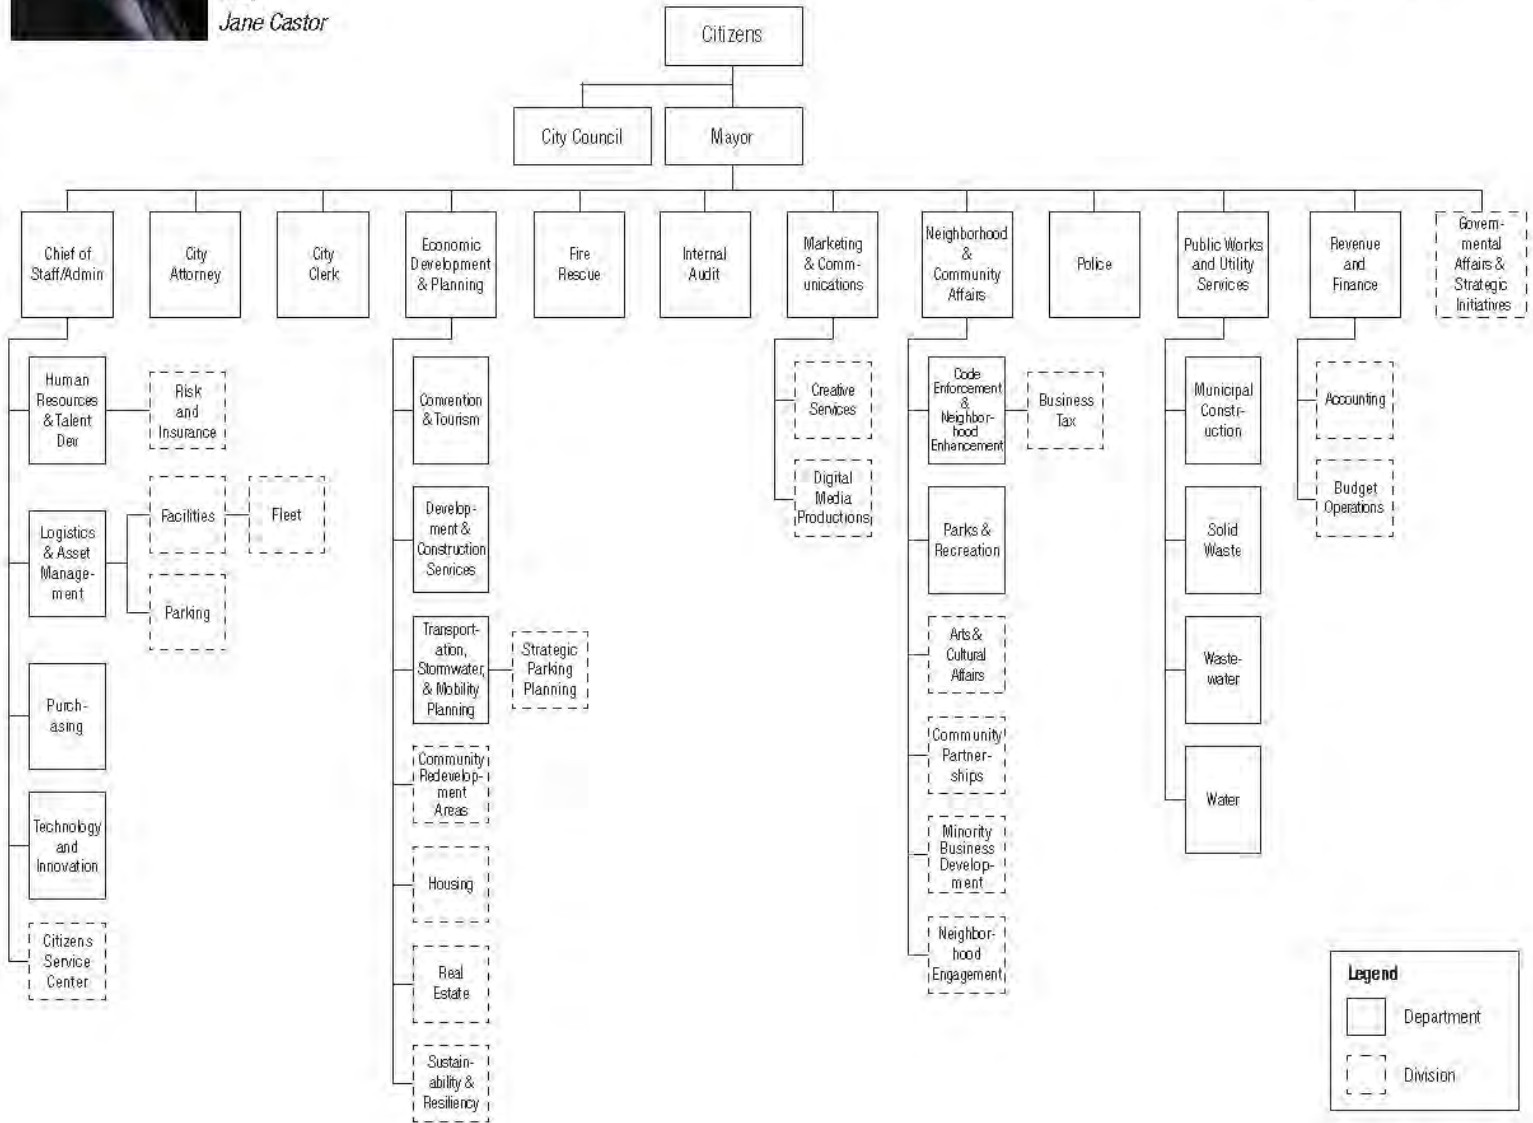 Jane Castor
Citizens
City Council
Mayor
Chief of
Staff/Admin
City
Attorney
City
Clerk
Economic
Development
& Planning
Fire
Rescue
Internal
Audit
Marketing
& Comm-
unications
Neighborhood
&
Community
Affairs
Police
Public Works
and Utility
Services
Revenue
and
Finance
Govern-
mental
Affairs &
Strategic
Initiatives
Human
Resources
& Talent
Dev
Risk
and
Insurance
Logistics
& Asset
Manage-
ment
Facilities
Fleet
Parking
Purch-
asing
Technology
and
Innovation
Citizens
Service
Center
Convention
& Tourism
Develop-
ment &
Construction
Services
Transport-
ation,
Stormwater,
& Mobility
Planning
Strategic
Parking
Planning
Community
Redevelop-
ment
Areas
Housing
Real
Estate
Sustain-
ability &
Resiliency
Creative
Services
Digital
Media
Productions
Code
Enforcement
&
Neighbor-
hood
Enhancement
Business
Tax
Parks &
Recreation
Arts &
Cultural
Affairs
Community
Partner-
ships
Minority
Business
Develop-
ment
Neighbor-
hood
Engagement
Municipal
Constr-
uction
Solid
Waste
Waste-
water
Water
Accounting
Budget
Operations
Legend
Department
Division